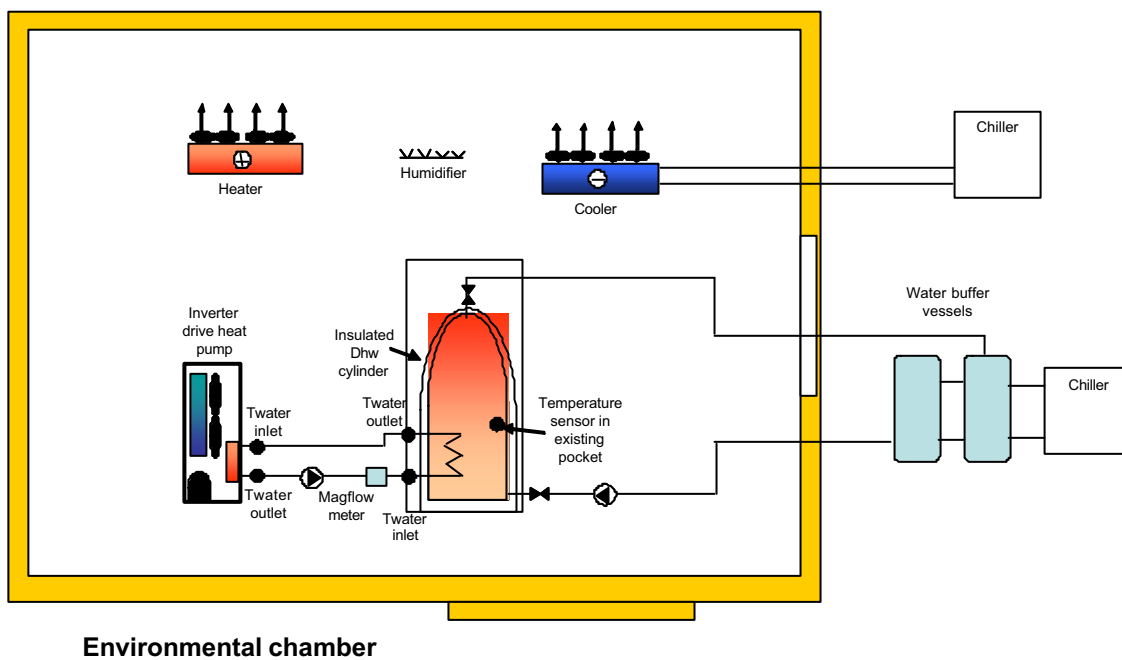 Chiller
Heater
Humidifier
Cooler
Water buffer
vessels
Inverter
drive heat
pump
Insulated
Dhw
cylinder
Chiller
Twater
inlet
Twater
outlet
Temperature
sensor in
existing
pocket
Twater
outlet
Magflow
meter
Twater
inlet
Environmental chamber